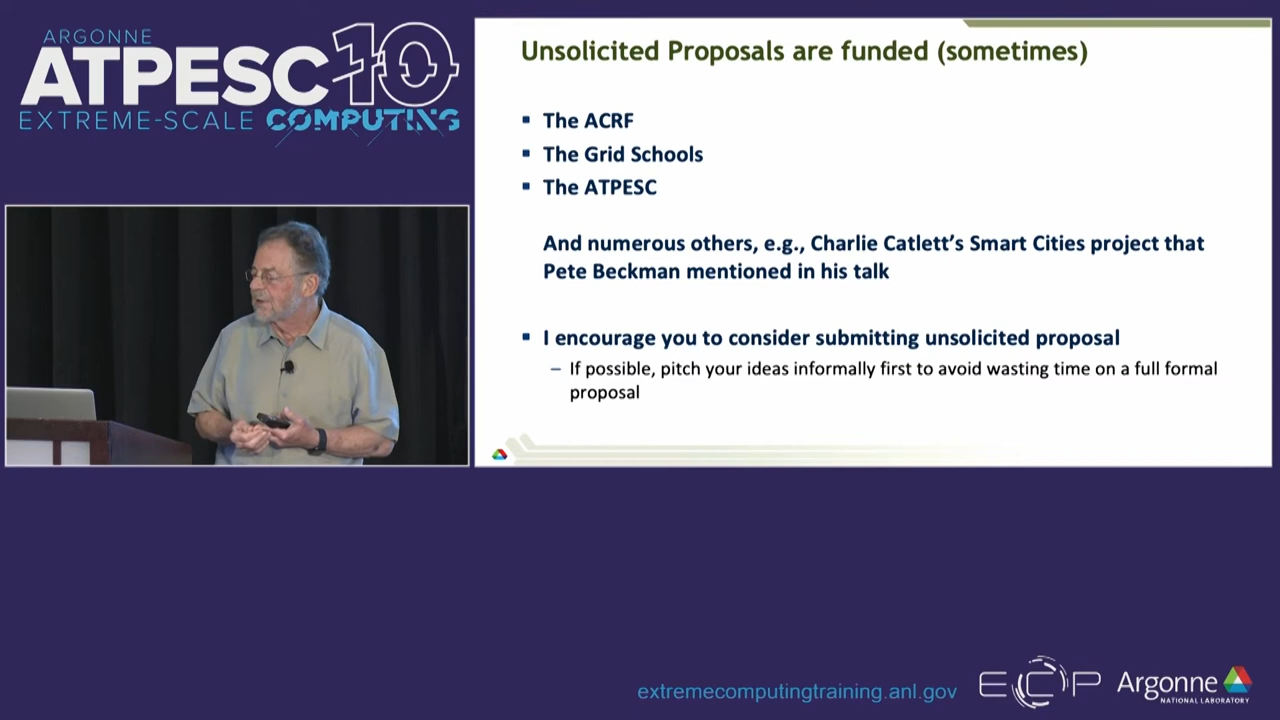 ARGONNE
ATPESC 10
EXTREME-SCALE COMPUTING
Unsolicited Proposals are funded (sometimes)
The ACRF
The Grid Schools
The ATPESC
And numerous others, e.g., Charlie Catlett’s Smart Cities project that
Pete Beckman mentioned in his talk
I encourage you to consider submitting unsolicited proposal
– If possible, pitch your ideas informally first to avoid wasting time on a full formal
proposal
extremecomputingtraining.anl.gov
ECP
Argonne
NATIONAL LABORATORY